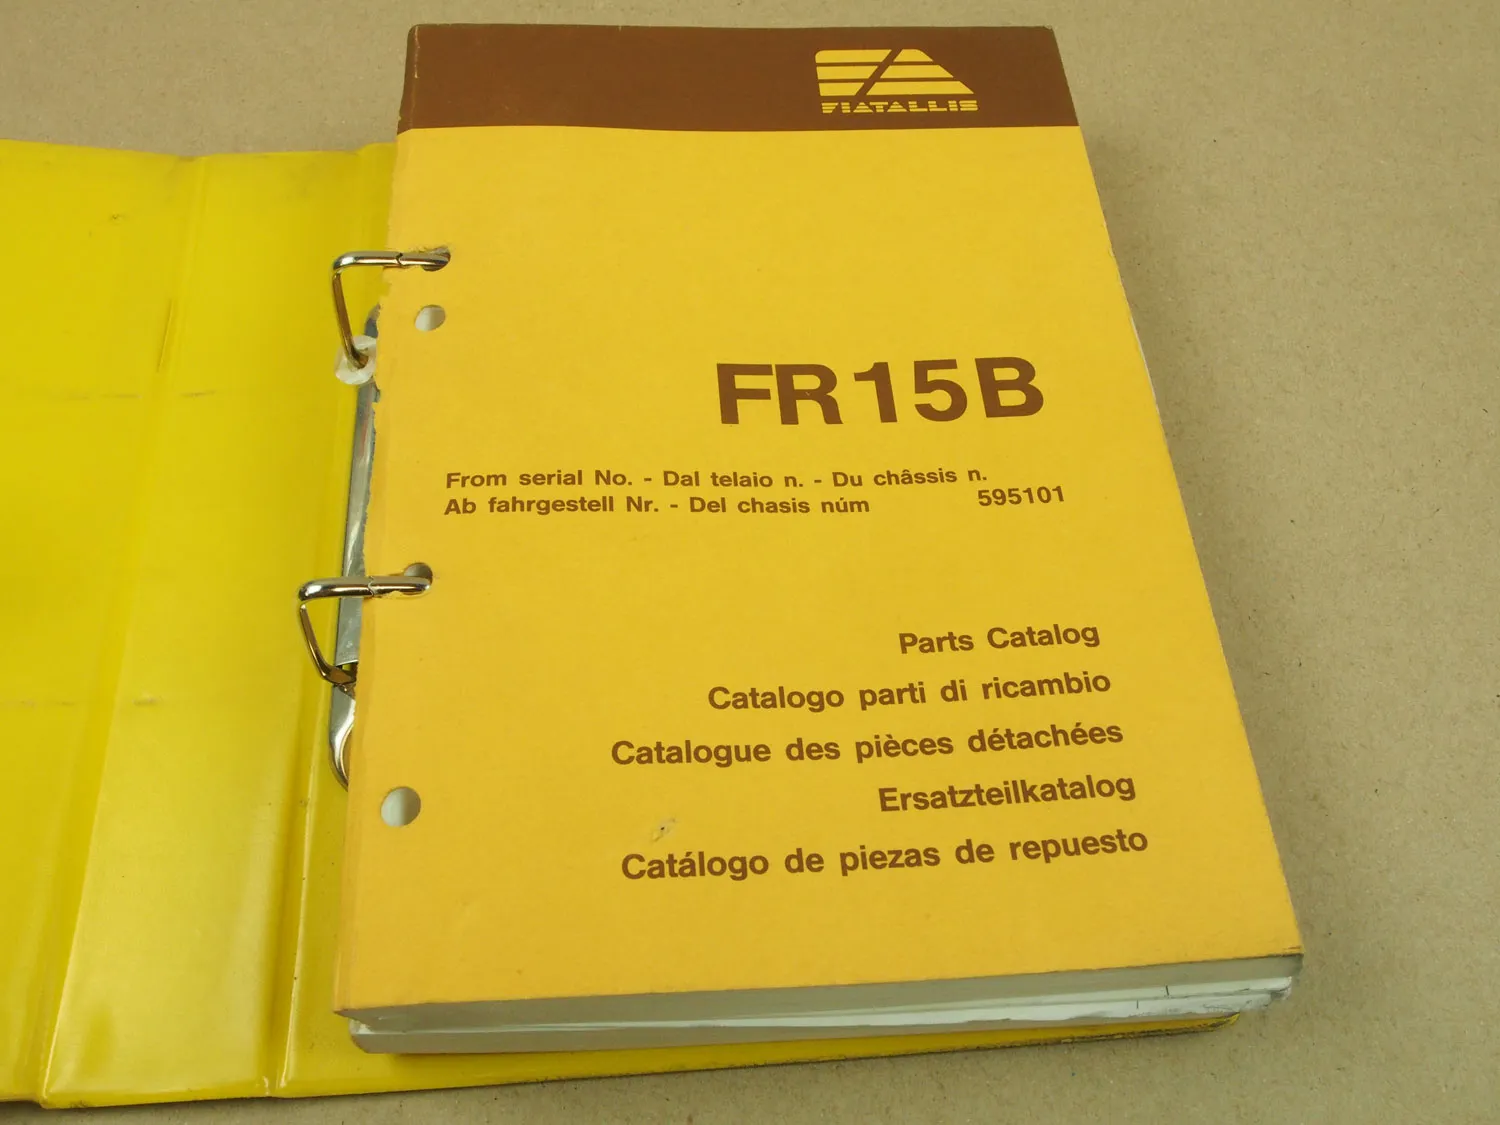 FIATALLIS
FR15B
From serial No. - Dal telaio n. - Du châssis n.
Ab fahrgestell Nr. - Del chasis núm 595101
Parts Catalog
Catalogo parti di ricambio
Catalogue des pièces détachées
Ersatzteilkatalog
Catálogo de piezas de repuesto